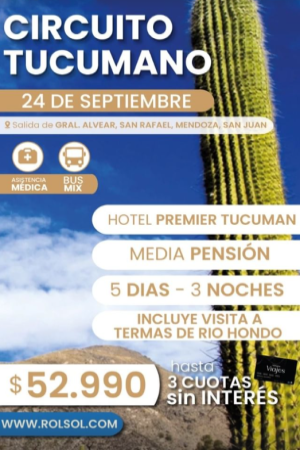 CIRCUITO
TUCUMANO
24 DE SEPTIEMBRE
Salida de GRAL. ALVEAR, SAN RAFAEL, MENDOZA, SAN JUAN
ASISTENCIA
MÉDICA
BUS
MIX
HOTEL PREMIER TUCUMAN
MEDIA PENSIÓN
5 DIAS - 3 NOCHES
INCLUYE VISITA A
TERMAS DE RIO HONDO
$52.990
hasta
3 CUOTAS
sin INTERÉS
Viajes
WWW.ROLSOL.COM